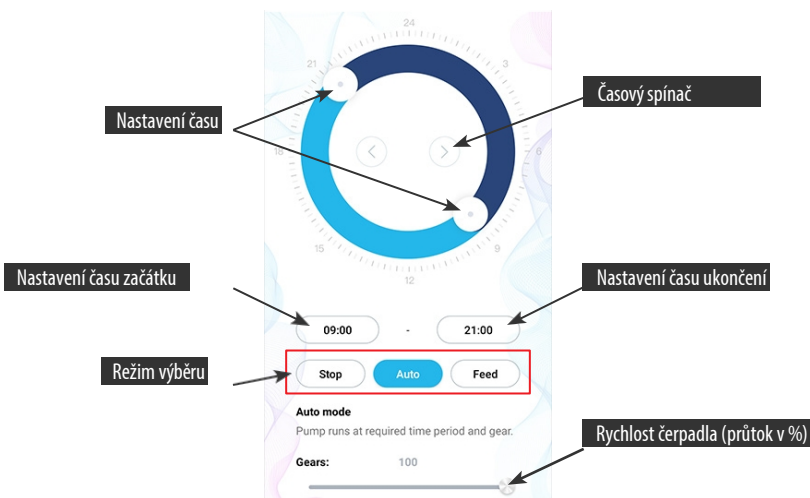 24
21
3
Časový spínač
Nastavení času
18
6
15
9
12
Nastavení času začátku
Nastavení času ukončení
09:00 - 21:00
Režim výběru
Stop Auto Feed
Auto mode
Pump runs at required time period and gear.
Rychlost čerpadla (průtok v %)
Gears: 100